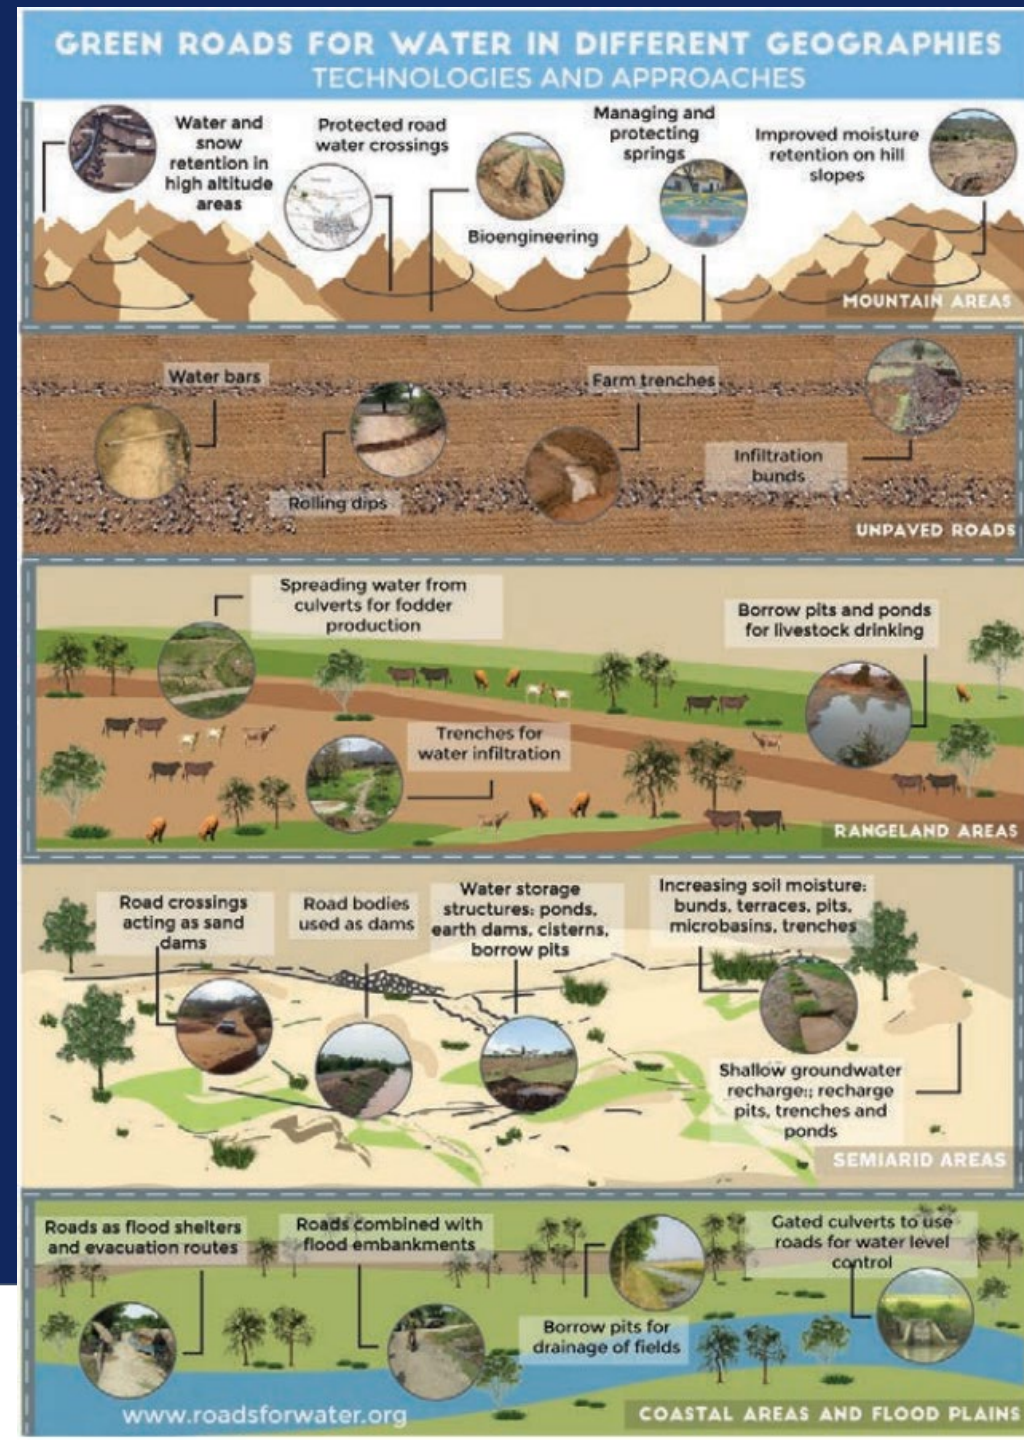 GREEN ROADS FOR WATER IN DIFFERENT GEOGRAPHIES
TECHNOLOGIES AND APPROACHES
Water and
snow
retention in
high altitude
areas
Protected road
water crossings
Bioengineering
Managing and
protecting
springs
Improved moisture
retention on hill
slopes
MOUNTAIN AREAS
Water bars
Rolling dips
Farm trenches
Infiltration
bunds
UNPAVED ROADS
Spreading water from
culverts for fodder
production
Borrow pits and ponds
for livestock drinking
Trenches for
water infiltration
RANGELAND AREAS
Road crossings
acting as sand
dams
Road bodies
used as dams
Water storage
structures: ponds,
earth dams, cisterns,
borrow pits
Increasing soil moisture:
bunds, terraces, pits,
microbasins, trenches
Shallow groundwater
recharge:; recharge
pits, trenches and
ponds
SEMIARID AREAS
Roads as flood shelters
and evacuation routes
Roads combined with
flood embankments
Borrow pits for
drainage of fields
Gated culverts to use
roads for water level
control
www.roadsforwater.org
COASTAL AREAS AND FLOOD PLAINS